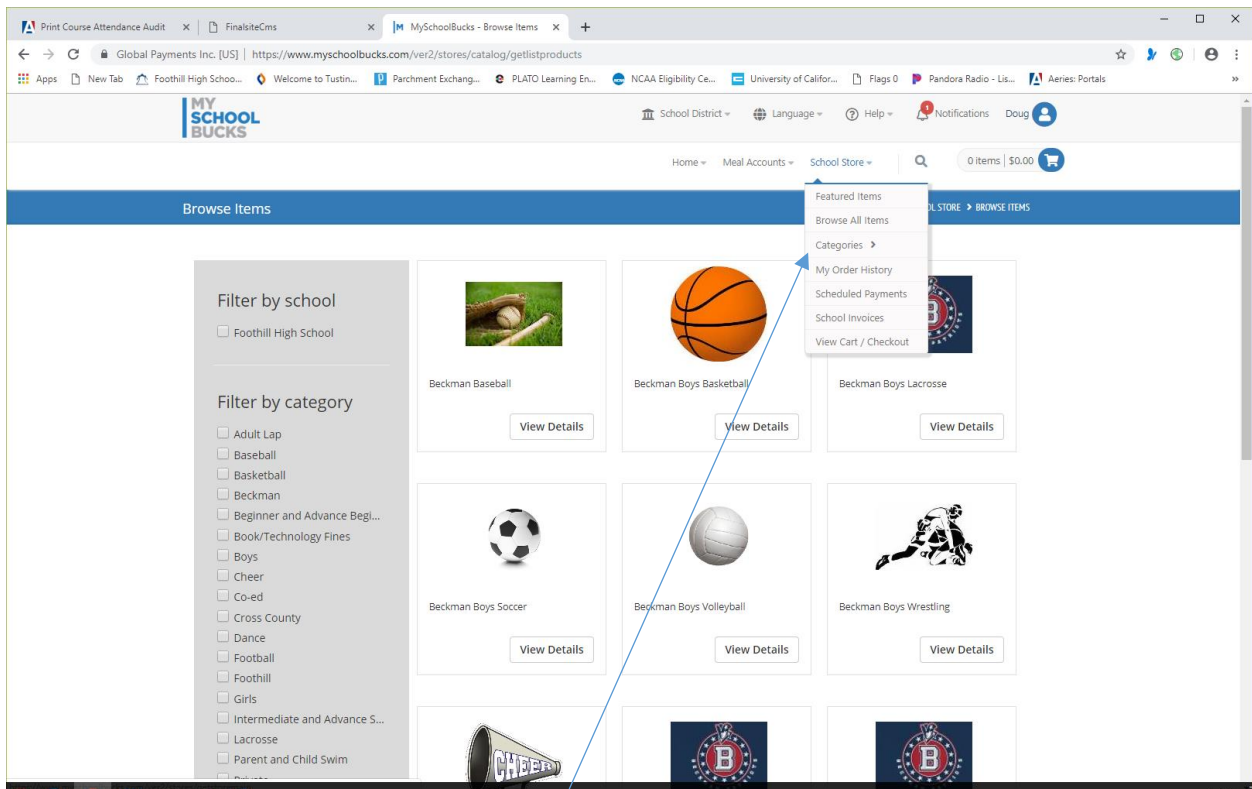 Print Course Attendance Audit
FinalsiteCms
MySchoolBucks - Browse Items
Global Payments Inc. [US] | https://www.myschoolbucks.com/ver2/stores/catalog/getlistproducts
Apps New Tab Foothill High Schoo... Welcome to Tustin... Parchment Exchang... PLATO Learning En... NCAA Eligibility Ce... University of Califor... Flags 0 Pandora Radio - Lis... Aeries: Portals »
MY
SCHOOL
BUCKS
School District Language Help 1 Notifications Doug
Home Meal Accounts School Store 0 items | $0.00
Browse Items
OL STORE > BROWSE ITEMS
Featured Items
Browse All Items
Categories >
My Order History
Scheduled Payments
School Invoices
View Cart / Checkout
Filter by school
Foothill High School
Filter by category
Adult Lap
Baseball
Basketball
Beckman
Beginner and Advance Begi...
Book/Technology Fines
Boys
Cheer
Co-ed
Cross County
Dance
Football
Foothill
Girls
Intermediate and Advance S...
Lacrosse
Parent and Child Swim
Private
Beckman Baseball
View Details
Beckman Boys Basketball
View Details
B
Beckman Boys Lacrosse
View Details
Beckman Boys Soccer
View Details
Beckman Boys Volleyball
View Details
Beckman Boys Wrestling
View Details
CHEER
B
B